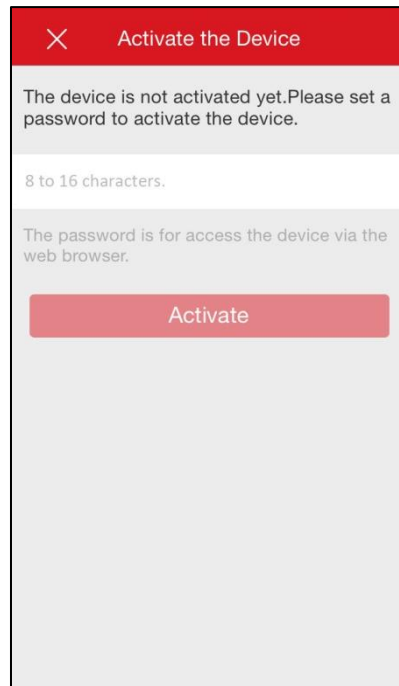 Activate the Device
The device is not activated yet.Please set a
password to activate the device.
8 to 16 characters.
The password is for access the device via the
web browser.
Activate